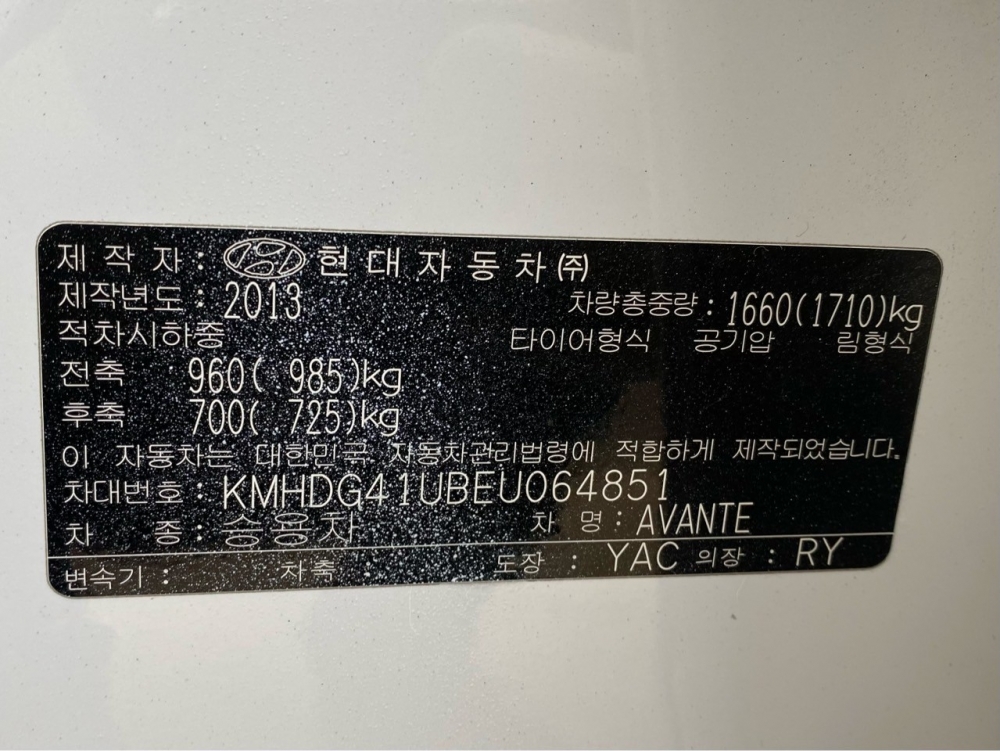 제 작 자 : 현 대 자 동 차 (주)
제작년도 : 2013 차량총중량 : 1660(1710)kg
적차시하중 타이어형식 공기압 림형식
전축 960( 985)kg
후축 700( 725)kg
이 자동차는 대한민국 자동차관리법령에 적합하게 제작되었습니다.
차대번호 : KMHDG41UBEU064851
차 종 : 승용차 차 명 : AVANTE
변속기 : 차축 : 도장 : YAC 의장 : RY